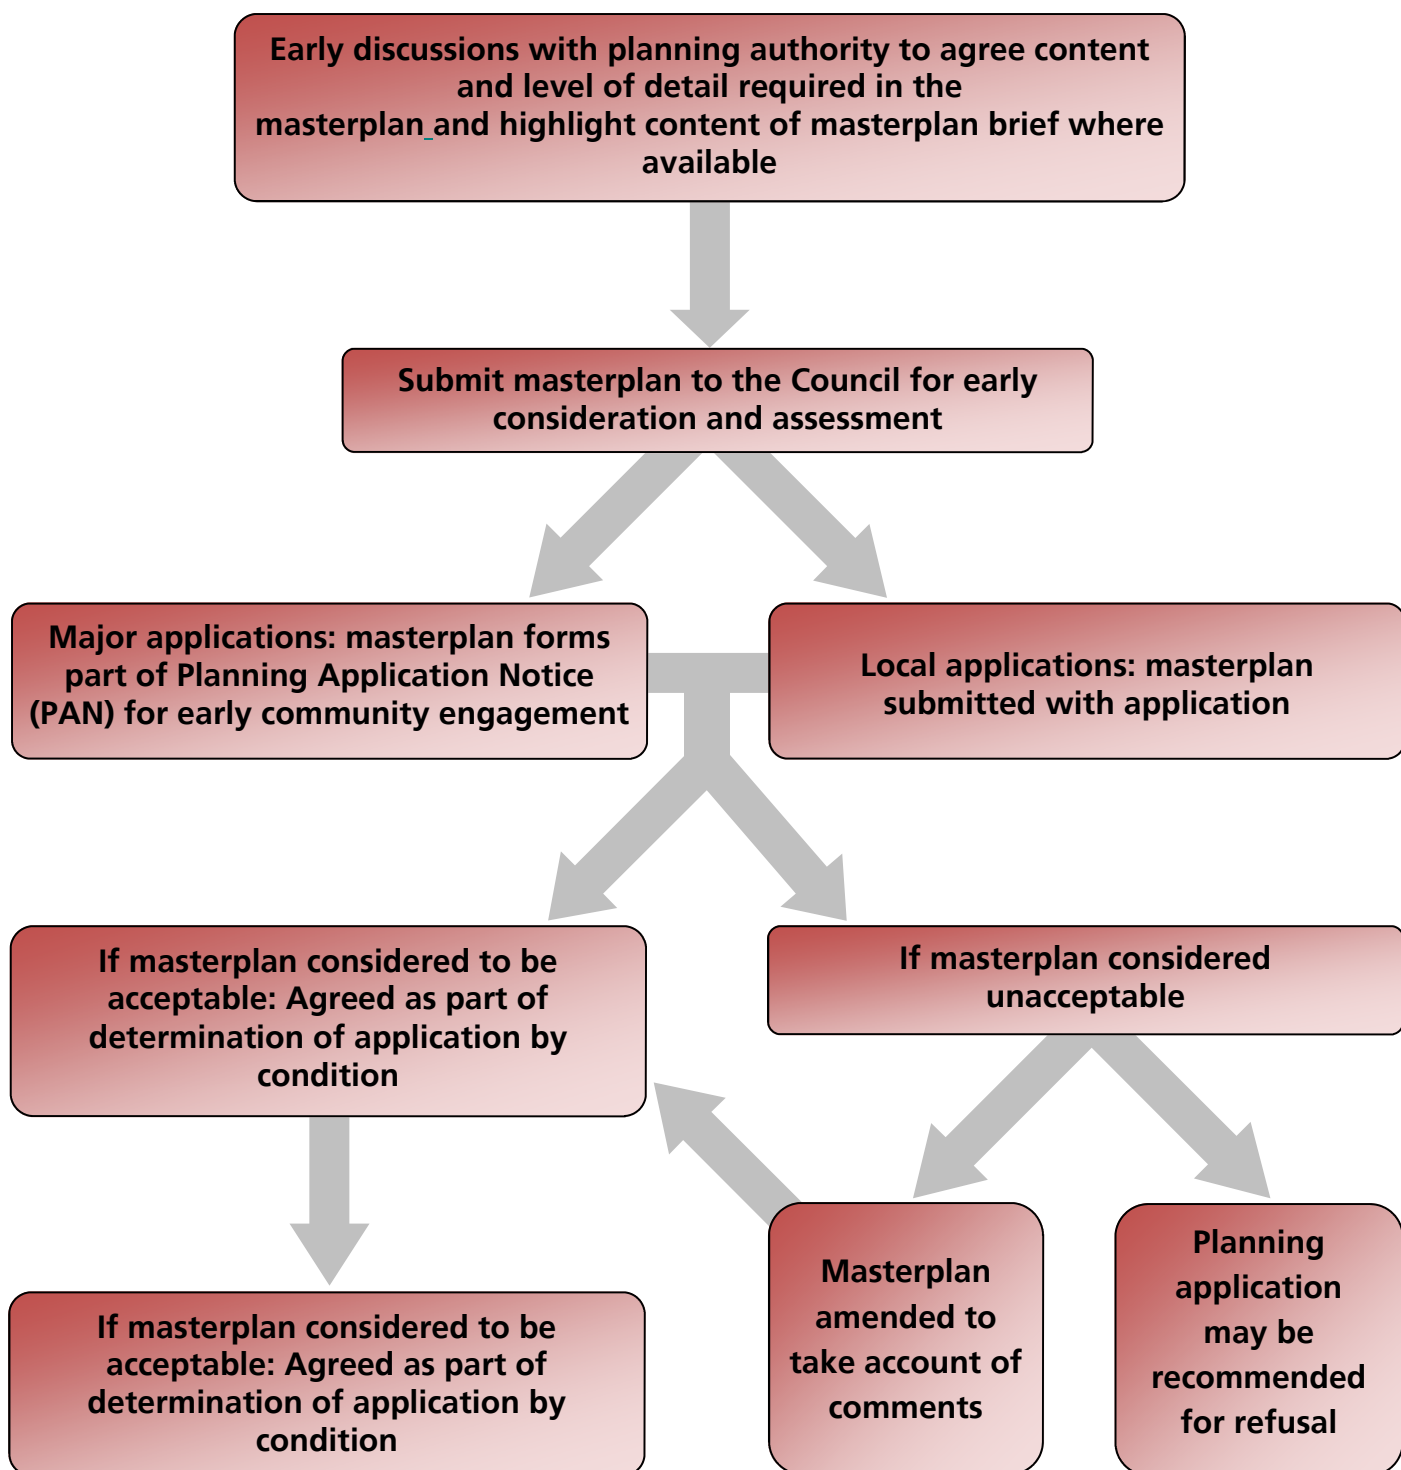 Early discussions with planning authority to agree content
and level of detail required in the
masterplan and highlight content of masterplan brief where
available
Submit masterplan to the Council for early
consideration and assessment
Major applications: masterplan forms
part of Planning Application Notice
(PAN) for early community engagement
Local applications: masterplan
submitted with application
If masterplan considered to be
acceptable: Agreed as part of
determination of application by
condition
If masterplan considered
unacceptable
If masterplan considered to be
acceptable: Agreed as part of
determination of application by
condition
Masterplan
amended to
take account of
comments
Planning
application
may be
recommended
for refusal